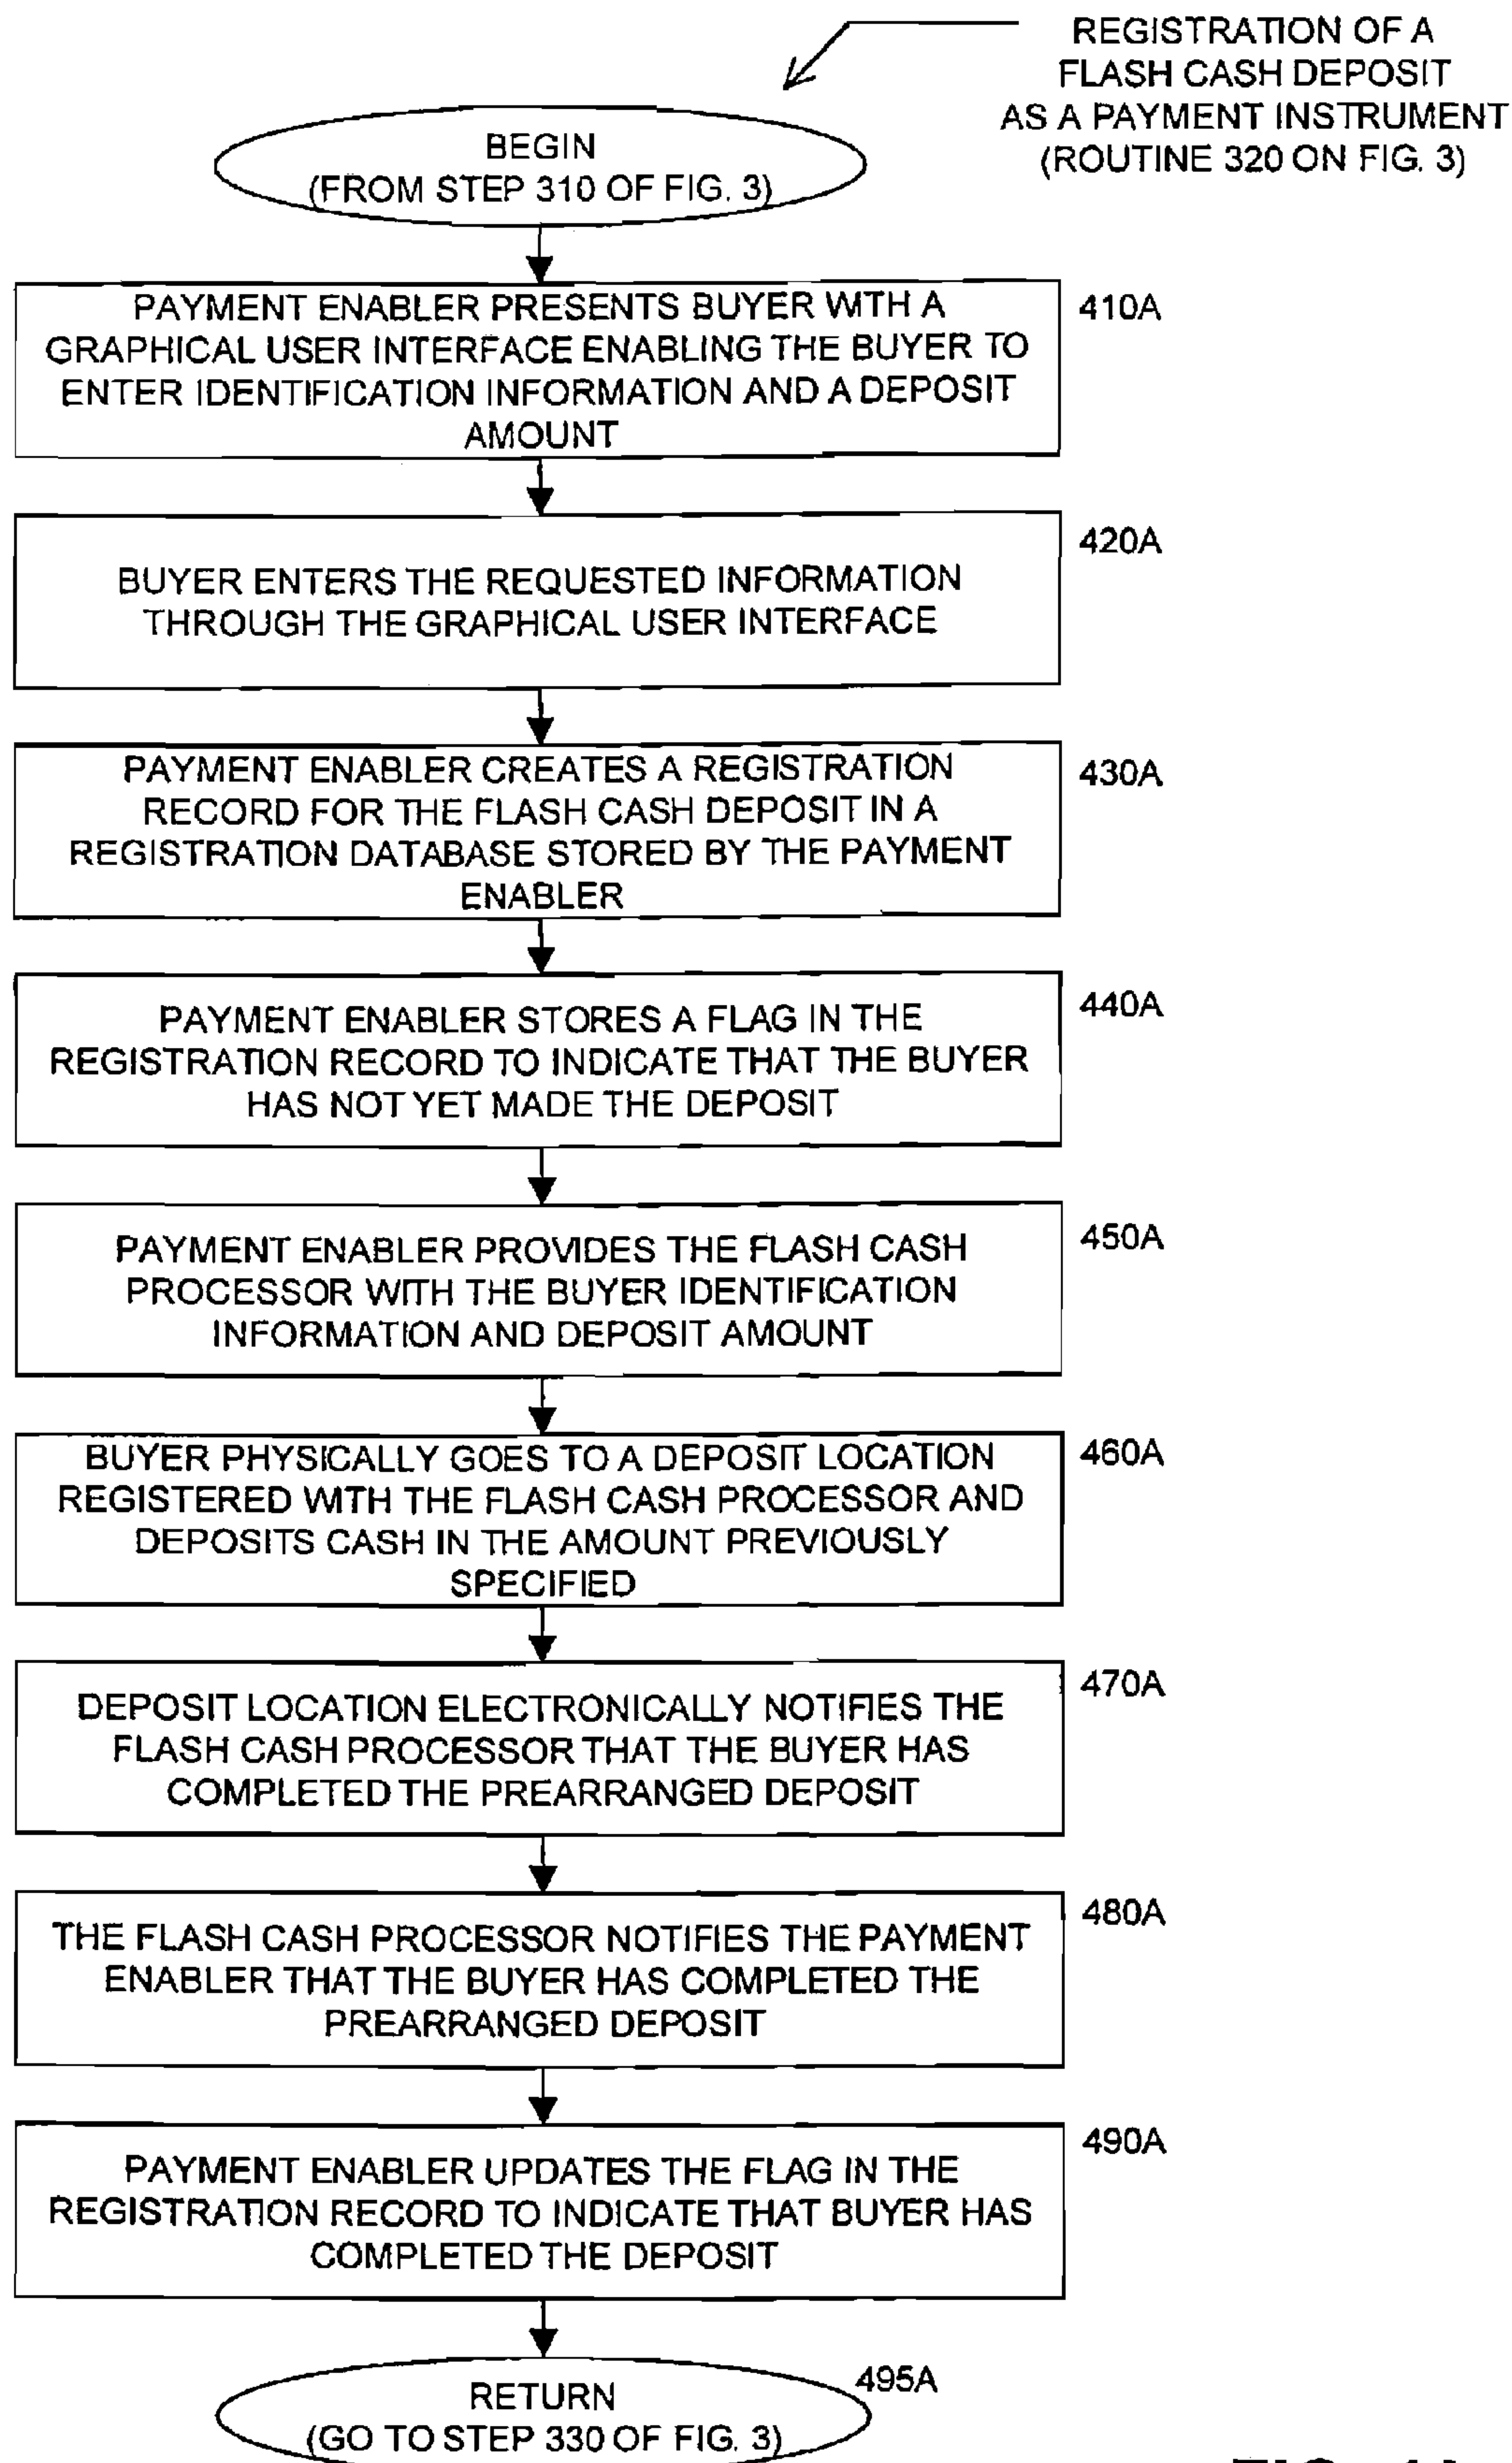 REGISTRATION OF A
FLASH CASH DEPOSIT
AS A PAYMENT INSTRUMENT
(ROUTINE 320 ON FIG. 3)
BEGIN
(FROM STEP 310 OF FIG. 3)
410A
PAYMENT ENABLER PRESENTS BUYER WITH A
GRAPHICAL USER INTERFACE ENABLING THE BUYER TO
ENTER IDENTIFICATION INFORMATION AND A DEPOSIT
AMOUNT
420A
BUYER ENTERS THE REQUESTED INFORMATION
THROUGH THE GRAPHICAL USER INTERFACE
430A
PAYMENT ENABLER CREATES A REGISTRATION
RECORD FOR THE FLASH CASH DEPOSIT IN A
REGISTRATION DATABASE STORED BY THE PAYMENT
ENABLER
440A
PAYMENT ENABLER STORES A FLAG IN THE
REGISTRATION RECORD TO INDICATE THAT THE BUYER
HAS NOT YET MADE THE DEPOSIT
450A
PAYMENT ENABLER PROVIDES THE FLASH CASH
PROCESSOR WITH THE BUYER IDENTIFICATION
INFORMATION AND DEPOSIT AMOUNT
460A
BUYER PHYSICALLY GOES TO A DEPOSIT LOCATION
REGISTERED WITH THE FLASH CASH PROCESSOR AND
DEPOSITS CASH IN THE AMOUNT PREVIOUSLY
SPECIFIED
470A
DEPOSIT LOCATION ELECTRONICALLY NOTIFIES THE
FLASH CASH PROCESSOR THAT THE BUYER HAS
COMPLETED THE PREARRANGED DEPOSIT
480A
THE FLASH CASH PROCESSOR NOTIFIES THE PAYMENT
ENABLER THAT THE BUYER HAS COMPLETED THE
PREARRANGED DEPOSIT
490A
PAYMENT ENABLER UPDATES THE FLAG IN THE
REGISTRATION RECORD TO INDICATE THAT BUYER HAS
COMPLETED THE DEPOSIT
495A
RETURN
(GO TO STEP 330 OF FIG. 3)